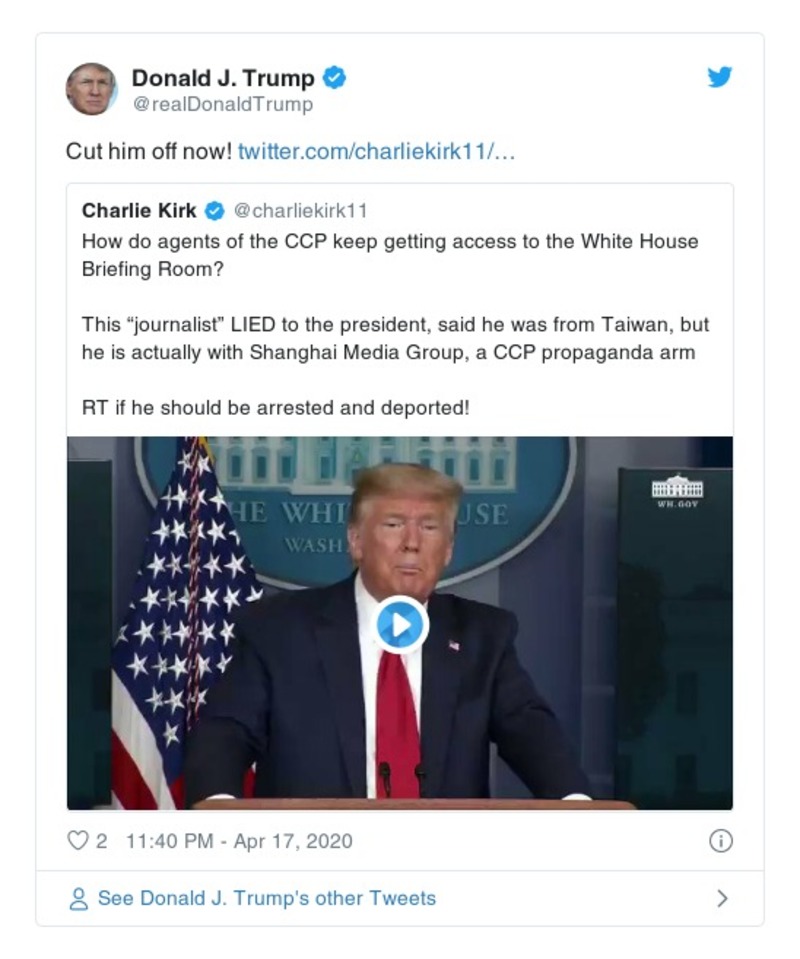 Donald J. Trump
@realDonaldTrump
Cut him off now! twitter.com/charliekirk11/…
Charlie Kirk @charliekirk11
How do agents of the CCP keep getting access to the White House
Briefing Room?
This “journalist” LIED to the president, said he was from Taiwan, but
he is actually with Shanghai Media Group, a CCP propaganda arm
RT if he should be arrested and deported!
HE WHI USE
WASH
WH.GOV
2 11:40 PM - Apr 17, 2020
See Donald J. Trump's other Tweets